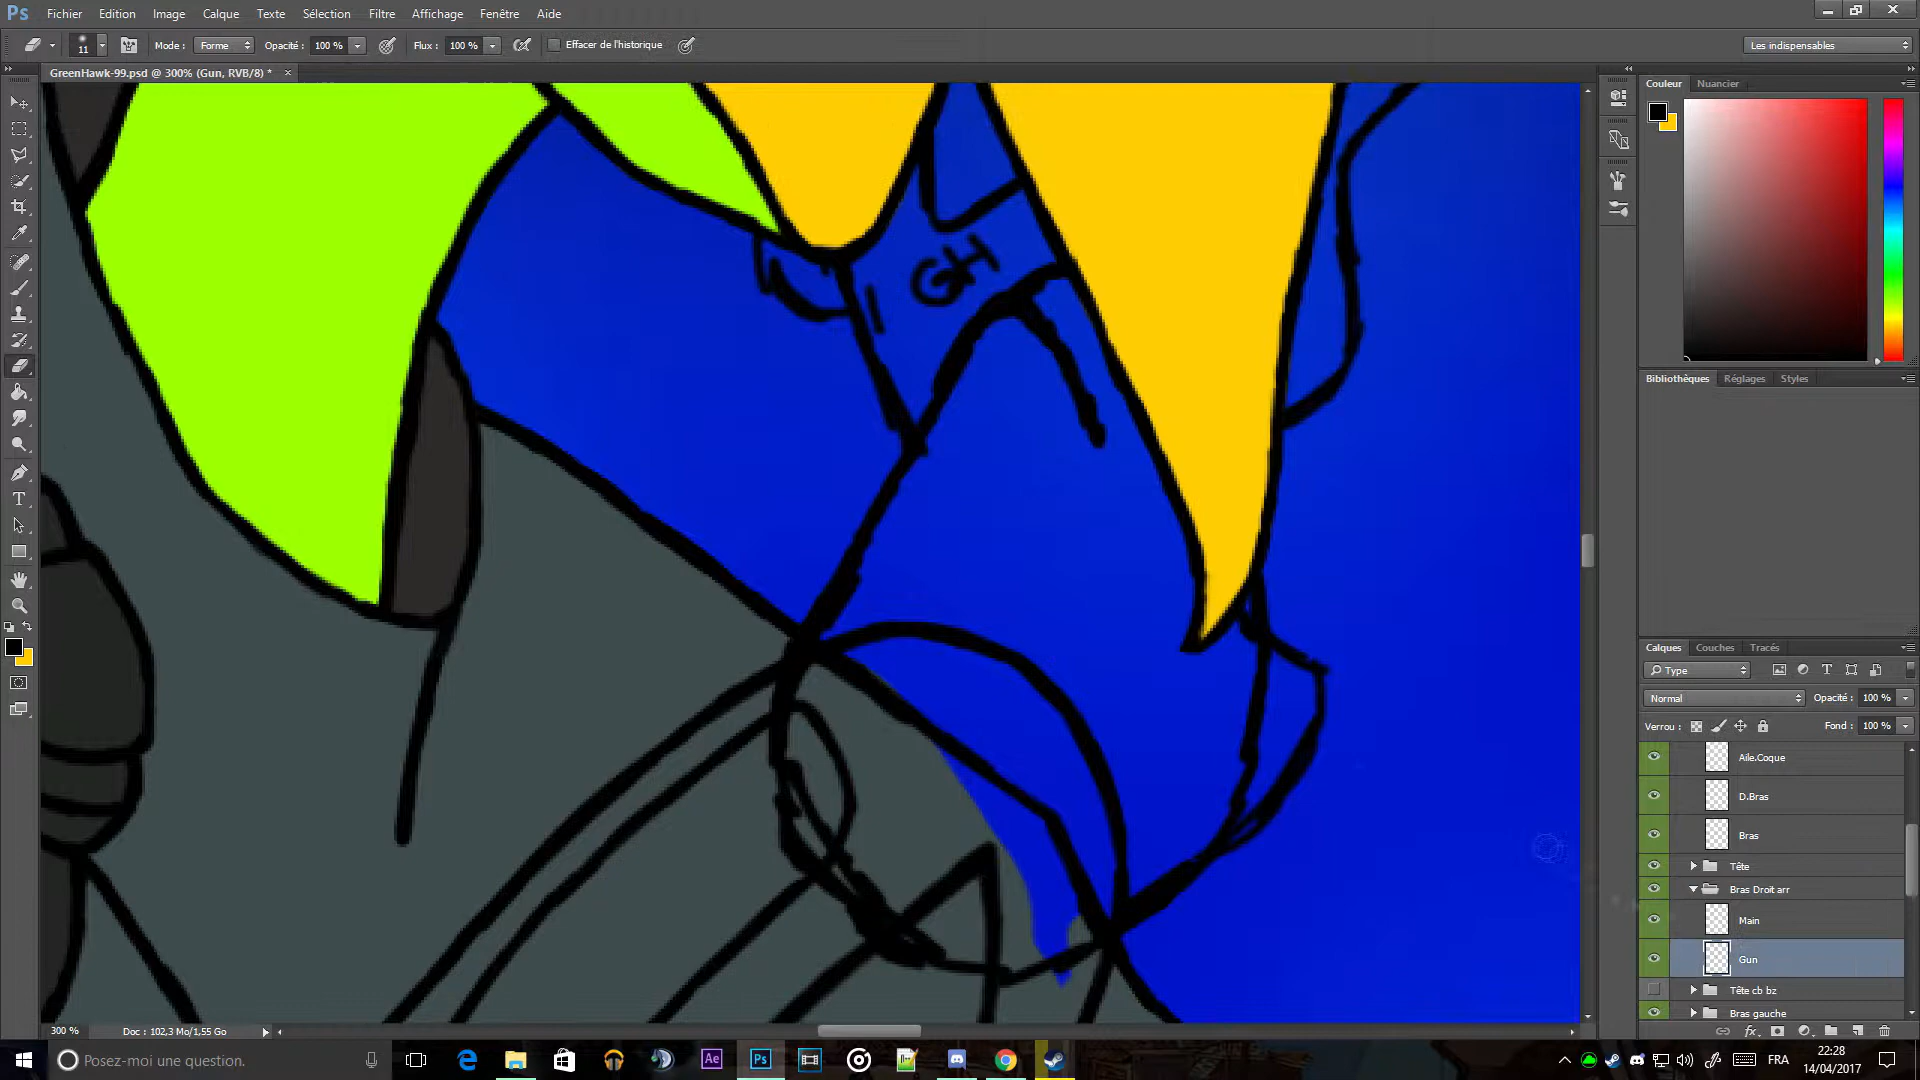 Ps Fichier Edition Image Calque Texte Sélection Filtre Affichage Fenêtre Aide
11 Mode : Forme Opacité : 100 % Flux : 100 % Effacer de l'historique Les indispensables
GreenHawk-99.psd @ 300% (Gun, RVB/8) * ×
Couleur Nuancier
I GH
Bibliothèques Réglages Styles
Calques Couches Tracés
Type
Normal Opacité : 100 %
Verrou : Fond : 100 %
Aile.Coque
D.Bras
Bras
Tête
Bras Droit arr
Main
Gun
Tête cb bz
Bras gauche
300 % Doc : 102,3 Mo/1,55 Go
Posez-moi une question. Ae Ps FRA 22:28
14/04/2017